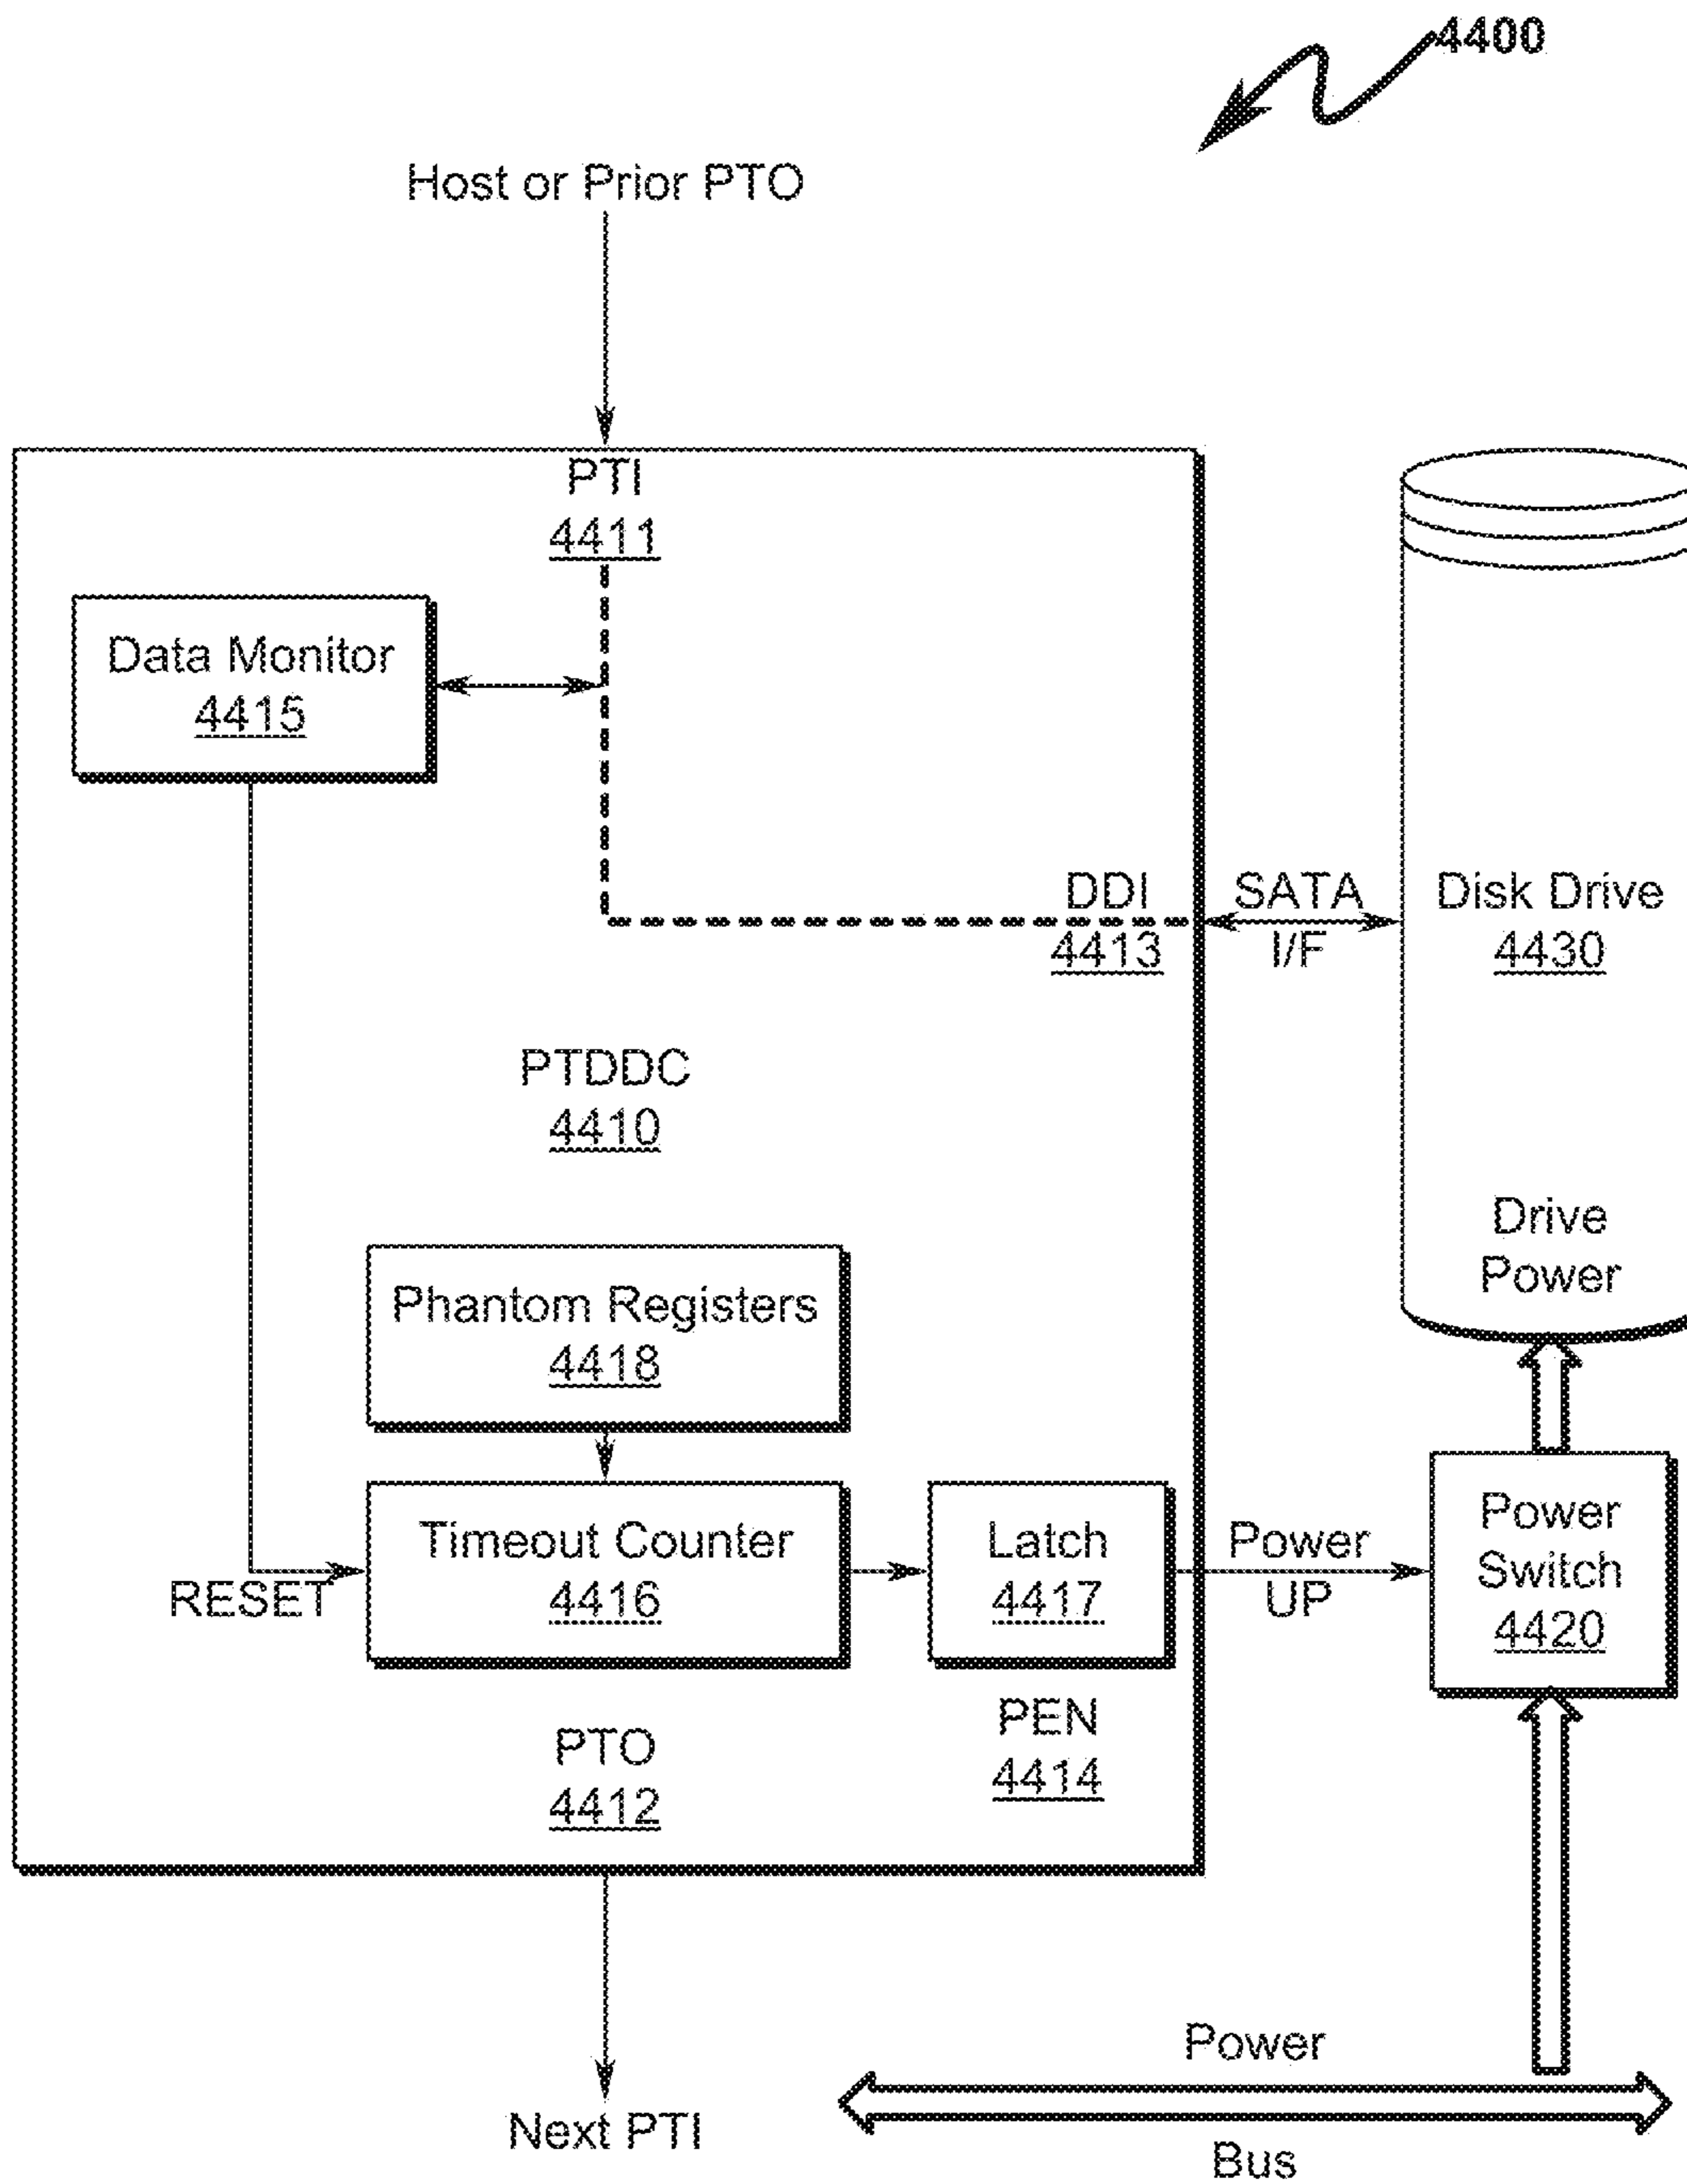 4400
Host or Prior PTO
PTI
4411
Data Monitor
4415
DDI
4413
SATA
I/F
Disk Drive
4430
PTDDC
4410
Drive
Power
Phantom Registers
4418
Timeout Counter
4416
RESET
Latch
4417
Power
UP
Power
Switch
4420
PEN
4414
PTO
4412
Power
Next PTI
Bus